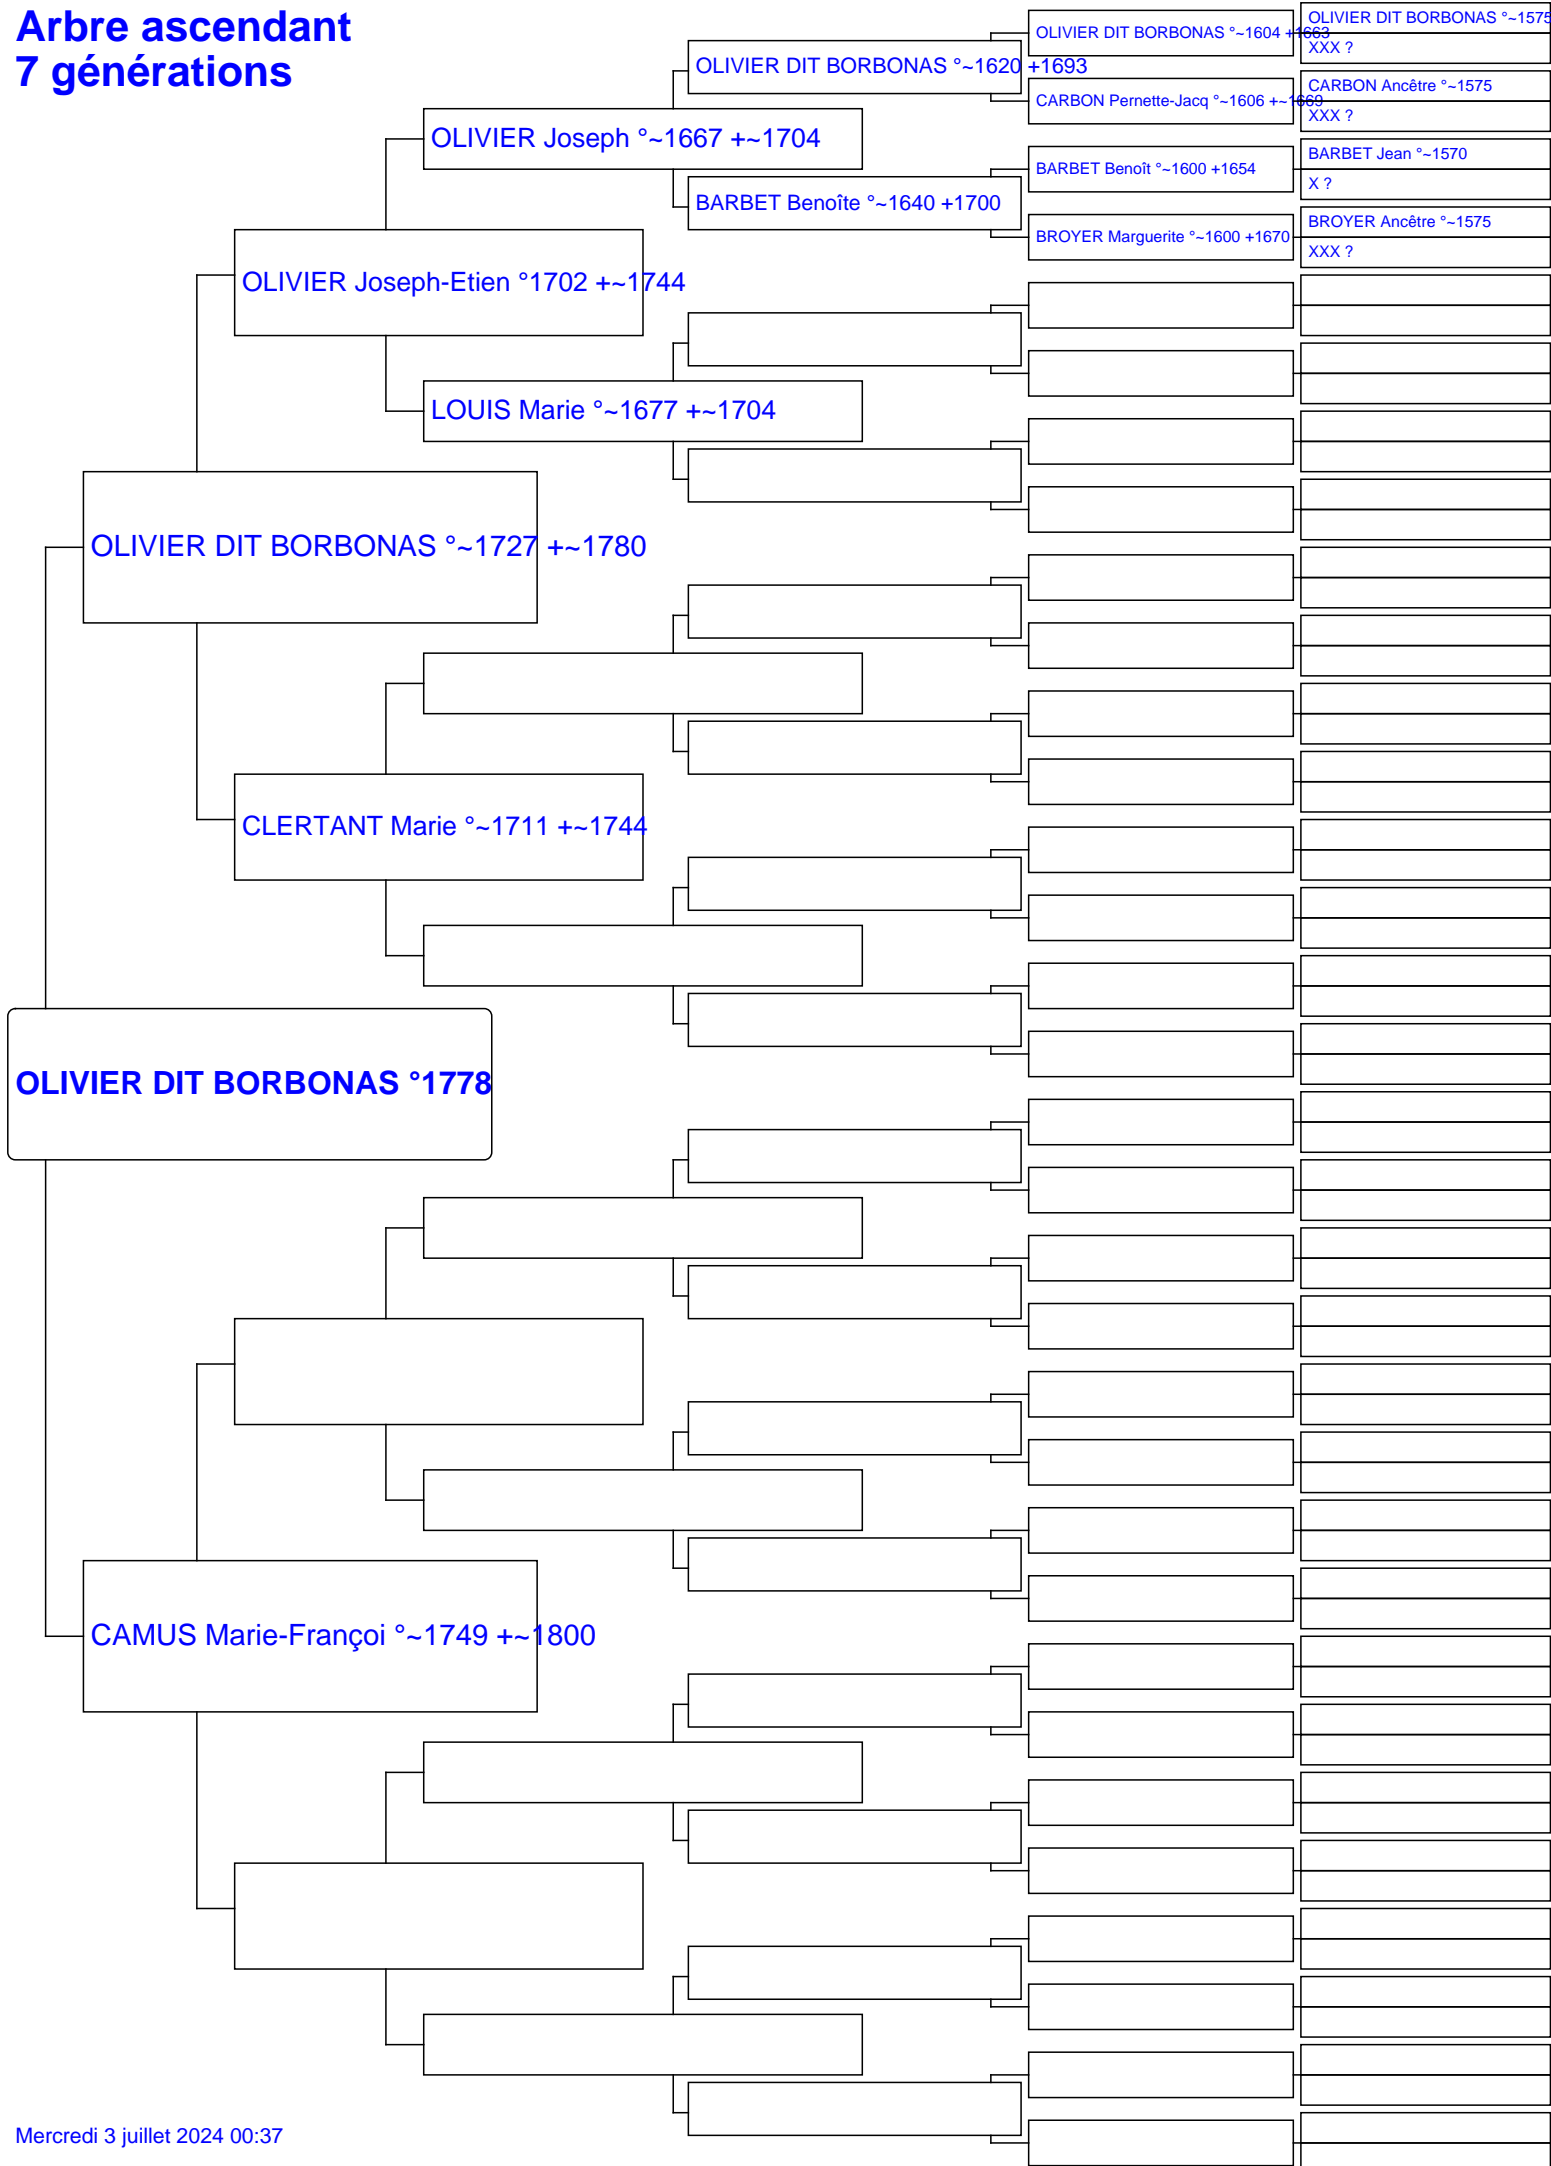 Arbre ascendant
7 générations
OLIVIER DIT BORBONAS °~1575
XXX ?
OLIVIER DIT BORBONAS °~1604 +1663
OLIVIER DIT BORBONAS °~1620 +1693
CARBON Ancêtre °~1575
XXX ?
CARBON Pernette-Jacq °~1606 +~1669
OLIVIER Joseph °~1667 +~1704
BARBET Jean °~1570
X ?
BARBET Benoît °~1600 +1654
BARBET Benoîte °~1640 +1700
BROYER Ancêtre °~1575
XXX ?
BROYER Marguerite °~1600 +1670
OLIVIER Joseph-Etien °1702 +~1744
LOUIS Marie °~1677 +~1704
OLIVIER DIT BORBONAS °~1727 +~1780
CLERTANT Marie °~1711 +~1744
OLIVIER DIT BORBONAS °1778
CAMUS Marie-Françoi °~1749 +~1800
Mercredi 3 juillet 2024 00:37